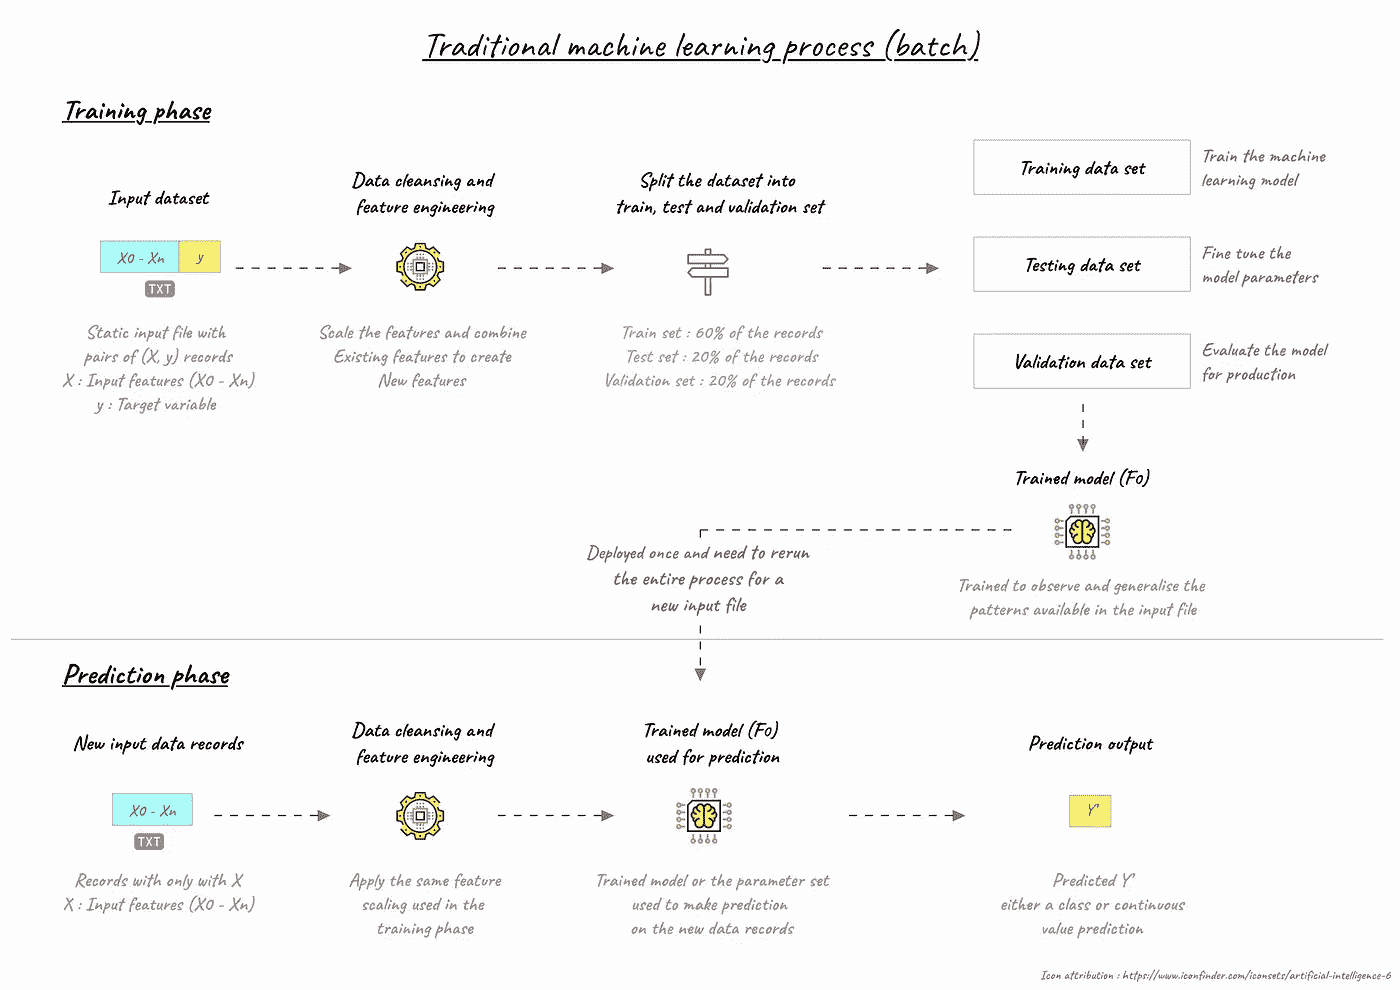 Traditional machine learning process (batch)
Training phase
Input dataset
X0 - Xn
y
TXT
Static input file with
pairs of (X, y) records
X : Input features (X0 - Xn)
y : Target variable
Data cleansing and
feature engineering
Scale the features and combine
Existing features to create
New features
Split the dataset into
train, test and validation set
Train set : 60% of the records
Test set : 20% of the records
Validation set : 20% of the records
Training data set
Train the machine
learning model
Testing data set
Fine tune the
model parameters
Validation data set
Evaluate the model
for production
Trained model (Fo)
Trained to observe and generalise the
patterns available in the input file
Deployed once and need to rerun
the entire process for a
new input file
Prediction phase
New input data records
X0 - Xn
TXT
Records with only with X
X : Input features (X0 - Xn)
Data cleansing and
feature engineering
Apply the same feature
scaling used in the
training phase
Trained model (Fo)
used for prediction
Trained model or the parameter set
used to make prediction
on the new data records
Prediction output
Y'
Predicted Y'
either a class or continuous
value prediction
Icon attribution : https://www.iconfinder.com/iconsets/artificial-intelligence-6